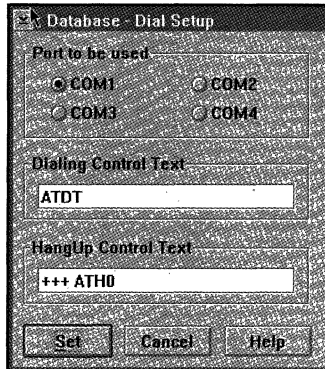 Database - Dial Setup
Port to be used
COM1 COM2
COM3 COM4
Dialing Control Text
ATDT
HangUp Control Text
+++ ATH0
Set Cancel Help